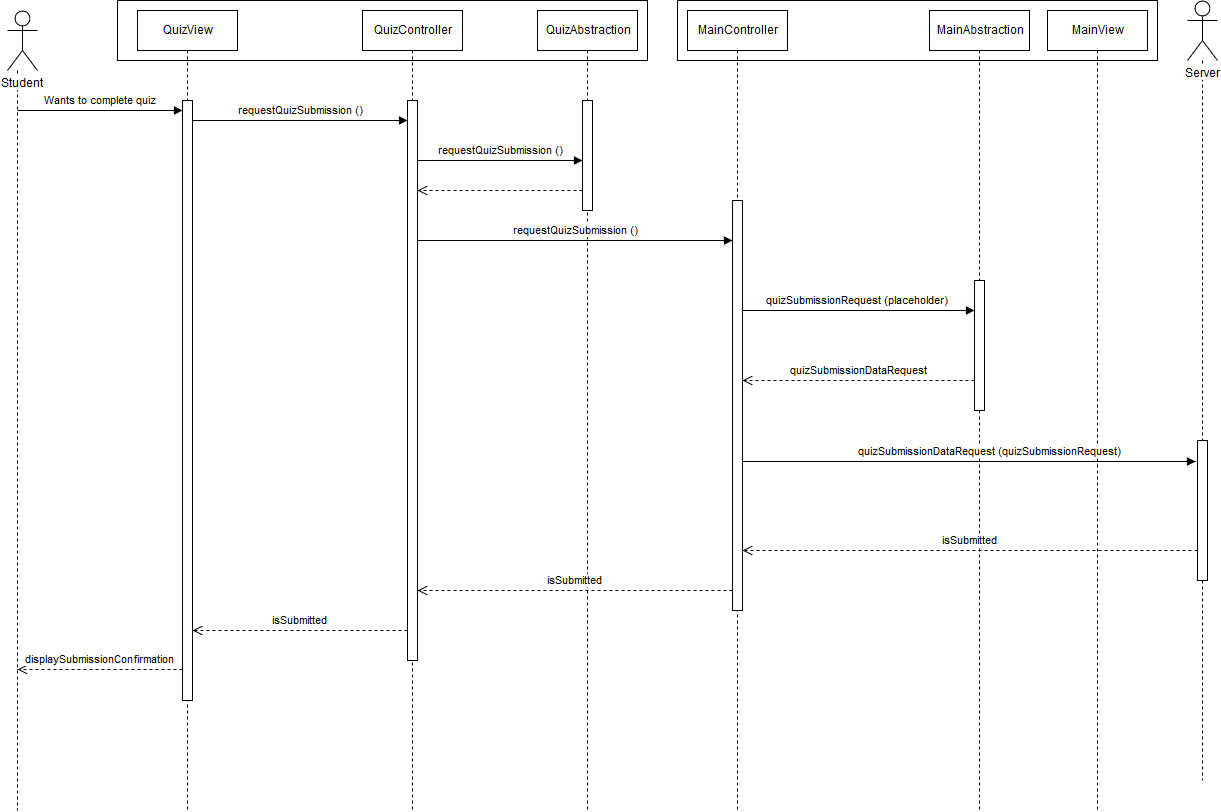 QuizView
QuizController
QuizAbstraction
MainController
MainAbstraction
MainView
Student
Server
Wants to complete quiz
requestQuizSubmission ()
requestQuizSubmission ()
requestQuizSubmission ()
quizSubmissionRequest (placeholder)
quizSubmissionDataRequest
quizSubmissionDataRequest (quizSubmissionRequest)
isSubmitted
isSubmitted
isSubmitted
displaySubmissionConfirmation